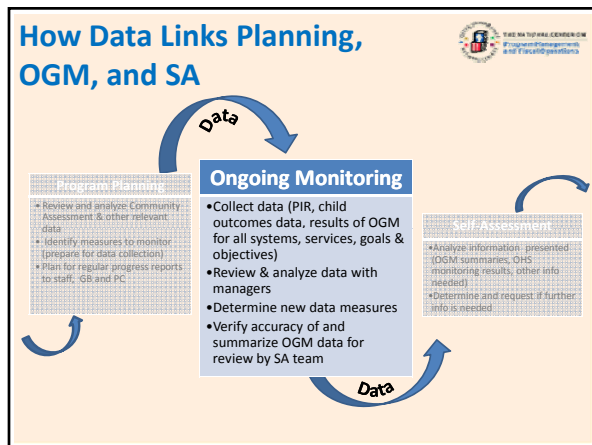 How Data Links Planning,
OGM, and SA
THE NATIONAL CENTER ON
Program Management
and Fiscal Operations
Data
Program Planning
•Review and analyze Community
Assessment & other relevant
data
• Identify measures to monitor
(prepare for data collection)
• Plan for regular progress reports
to staff, GB and PC
Ongoing Monitoring
•Collect data (PIR, child
outcomes data, results of OGM
for all systems, services, goals &
objectives)
•Review & analyze data with
managers
•Determine new data measures
•Verify accuracy of and
summarize OGM data for
review by SA team
Self-Assessment
•Analyze information presented
(OGM summaries, OHS
monitoring results, other info
needed)
•Determine and request if further
info is needed
Data